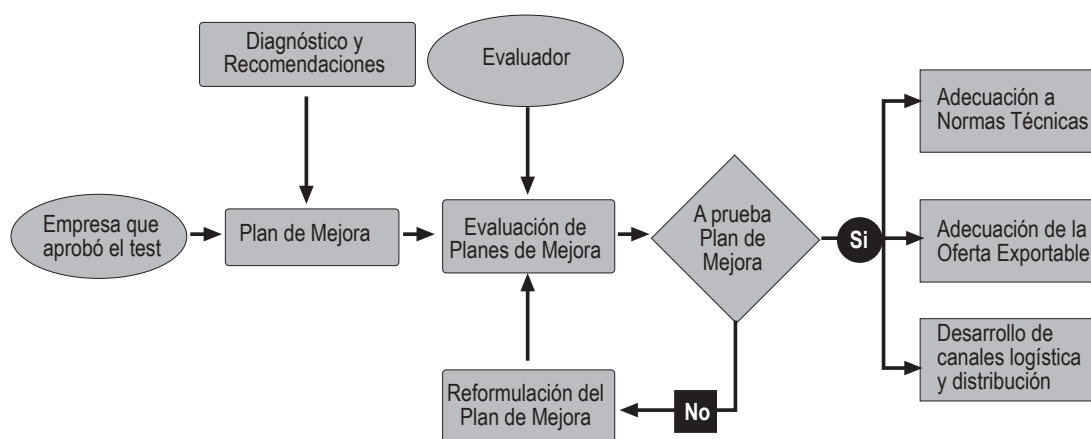 Diagnóstico y
Recomendaciones
Evaluador
Empresa que
aprobó el test
Plan de Mejora
Evaluación de
Planes de Mejora
A prueba
Plan de
Mejora
Si
No
Reformulación del
Plan de Mejora
Adecuación a
Normas Técnicas
Adecuación de la
Oferta Exportable
Desarrollo de
canales logística
y distribución